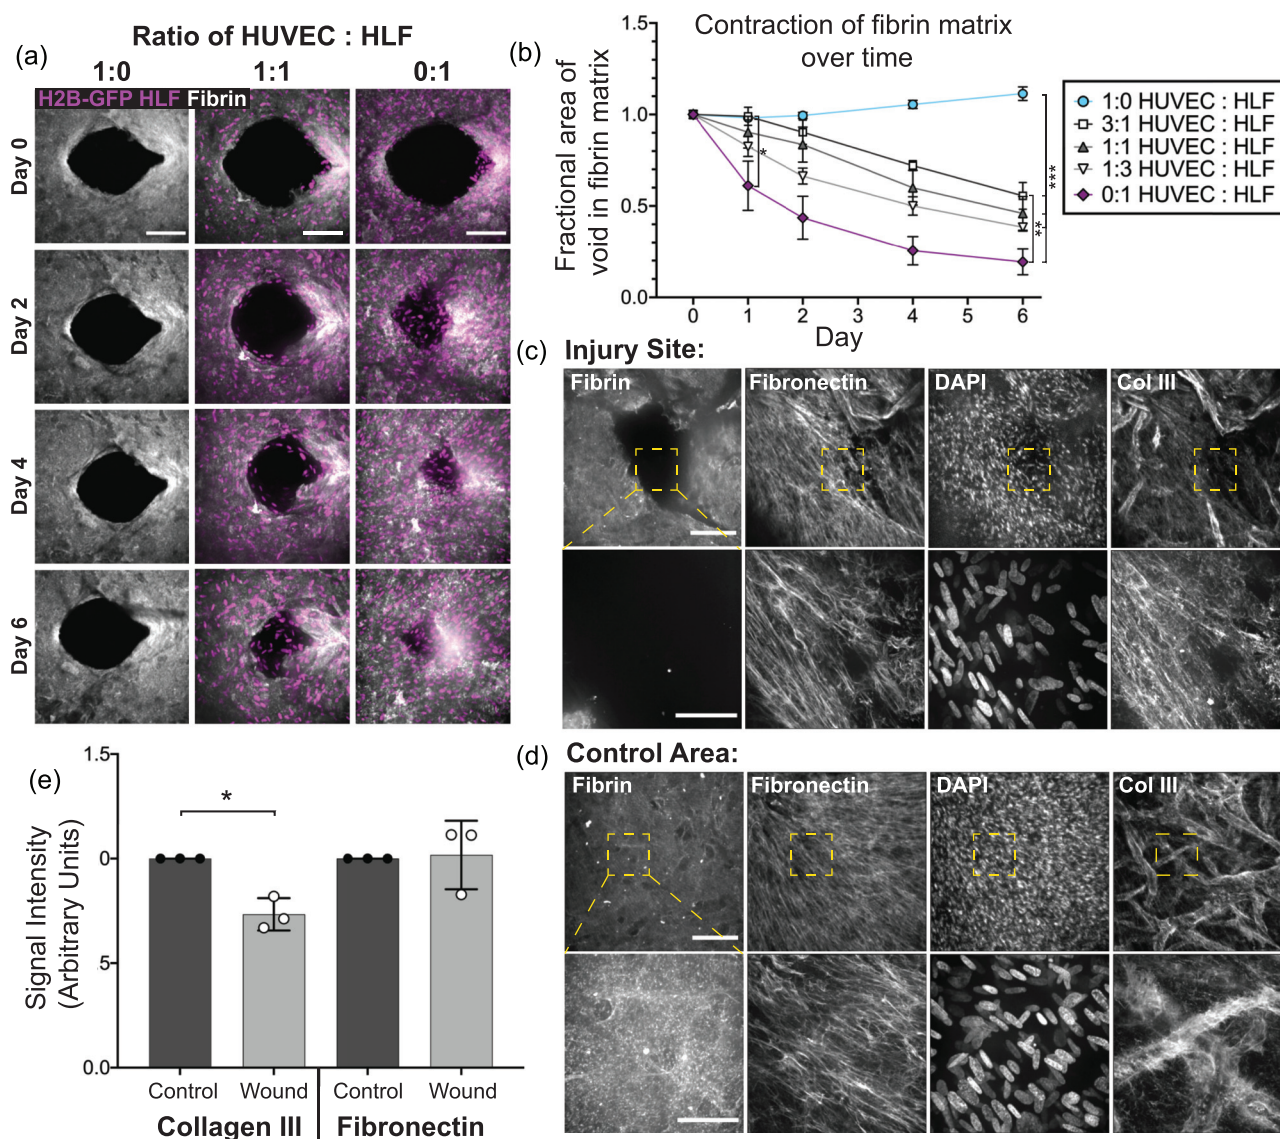 (a)
Ratio of HUVEC : HLF
1:0 1:1 0:1
H2B-GFP HLF Fibrin
Day 0
Day 2
Day 4
Day 6
(b)
Contraction of fibrin matrix
over time
Fractional area of
void in fibrin matrix
1.5
1.0
0.5
0.0
0 1 2 3 4 5 6
Day
*
**
***
1:0 HUVEC : HLF
3:1 HUVEC : HLF
1:1 HUVEC : HLF
1:3 HUVEC : HLF
0:1 HUVEC : HLF
(c) Injury Site:
Fibrin Fibronectin DAPI Col III
(d) Control Area:
Fibrin Fibronectin DAPI Col III
(e)
Signal Intensity
(Arbitrary Units)
1.5
0
.5
0.0
*
Control Wound Control Wound
Collagen III Fibronectin